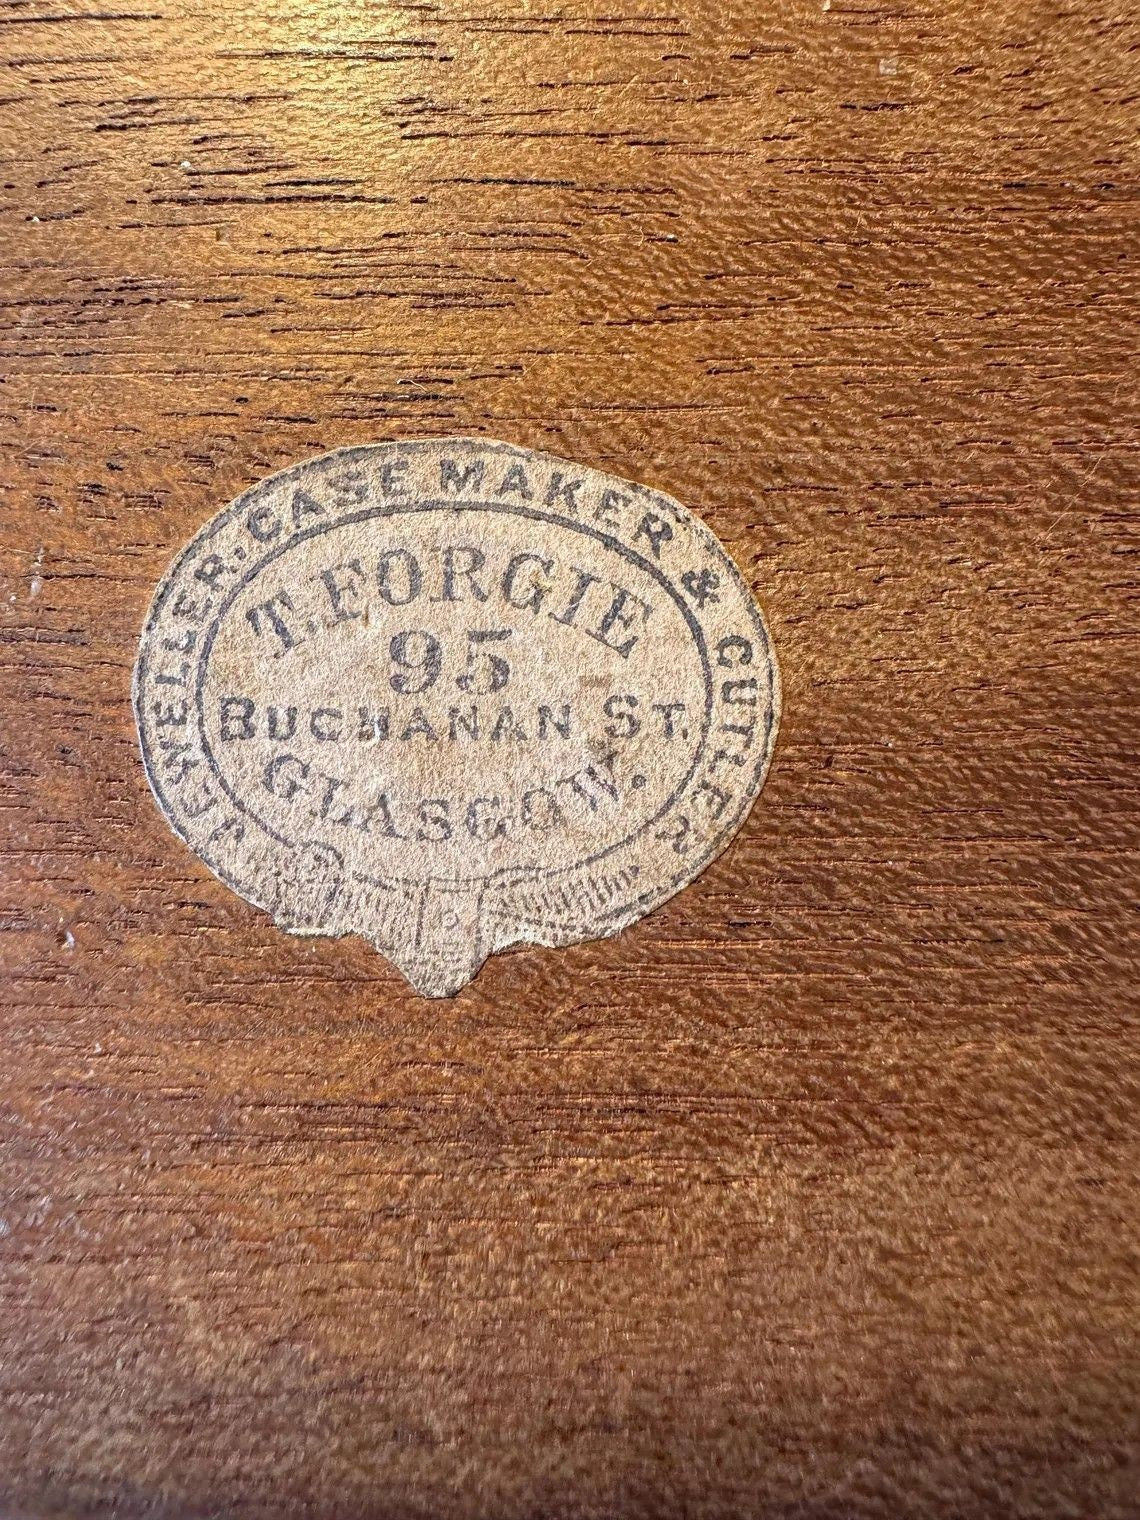 JEWELLER, CASE MAKER & CUTLER
T. FORGIE
95
BUCHANAN ST.
GLASGOW.